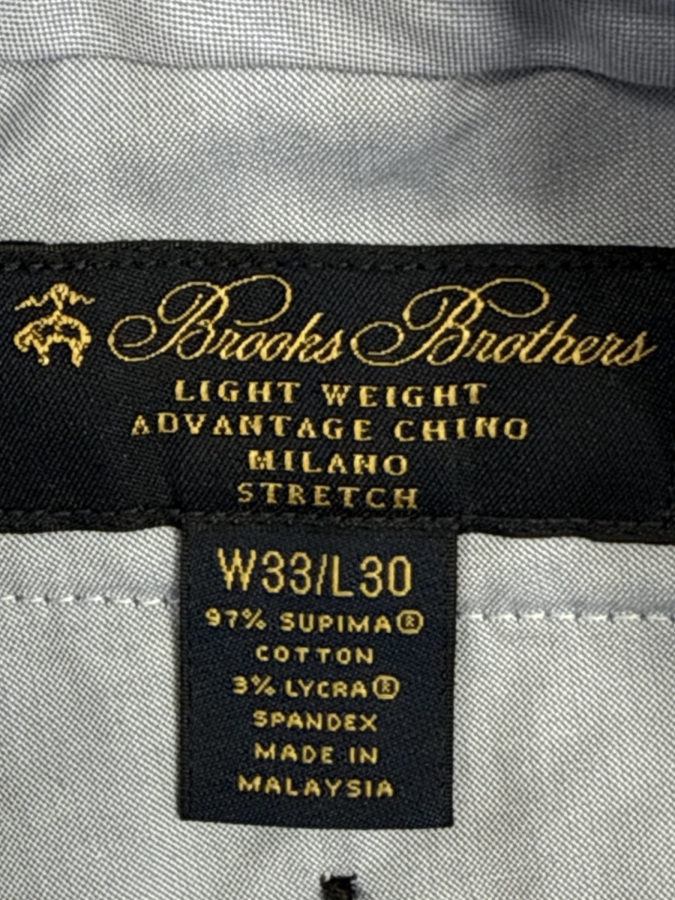 Brooks Brothers
LIGHT WEIGHT
ADVANTAGE CHINO
MILANO
STRETCH
W33/L30
97% SUPIMA®
COTTON
3% LYCRA®
SPANDEX
MADE IN
MALAYSIA